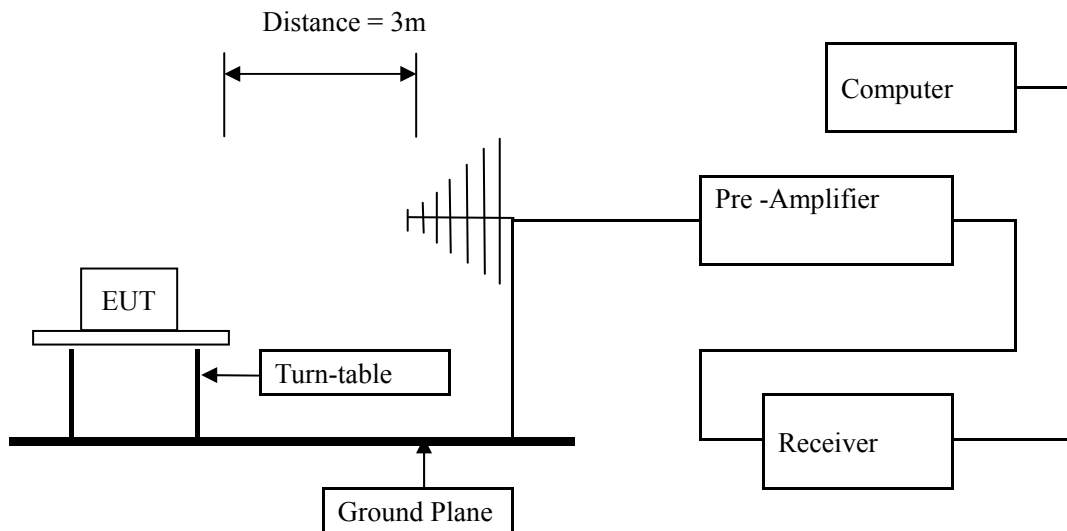 Distance = 3m
Computer
Pre -Amplifier
EUT
Turn-table
Receiver
Ground Plane